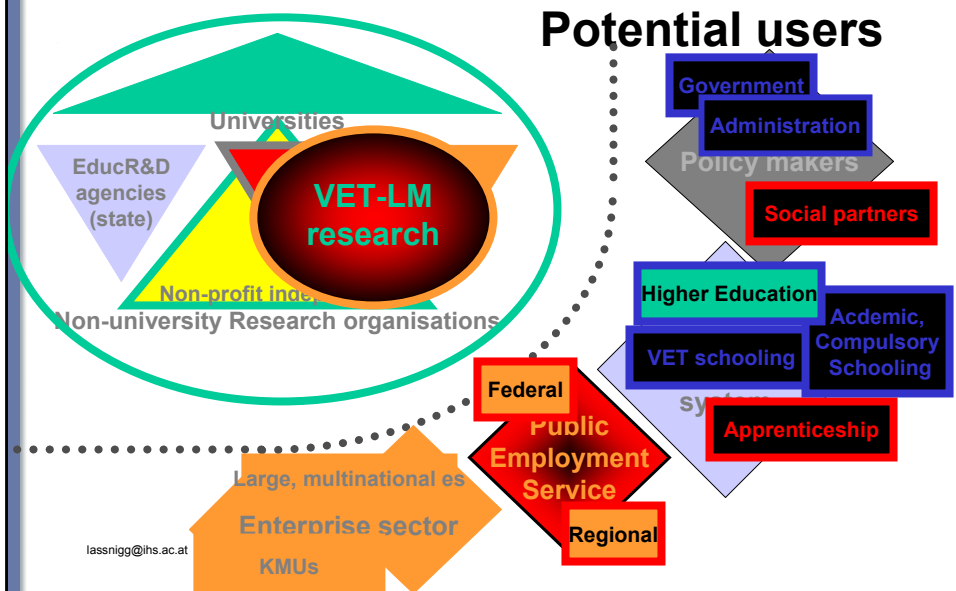 Potential users
Government
Administration
Policy makers
Social partners
Universities
EducR&D
agencies
(state)
VET-LM
research
Non-profit
Non-university Research organisations
Higher Education
Acdemic,
Compulsory
Schooling
VET schooling
system
Apprenticeship
Federal
Public
Employment
Service
Regional
Large, multinational es
Enterprise sector
KMUs
lassnigg@ihs.ac.at